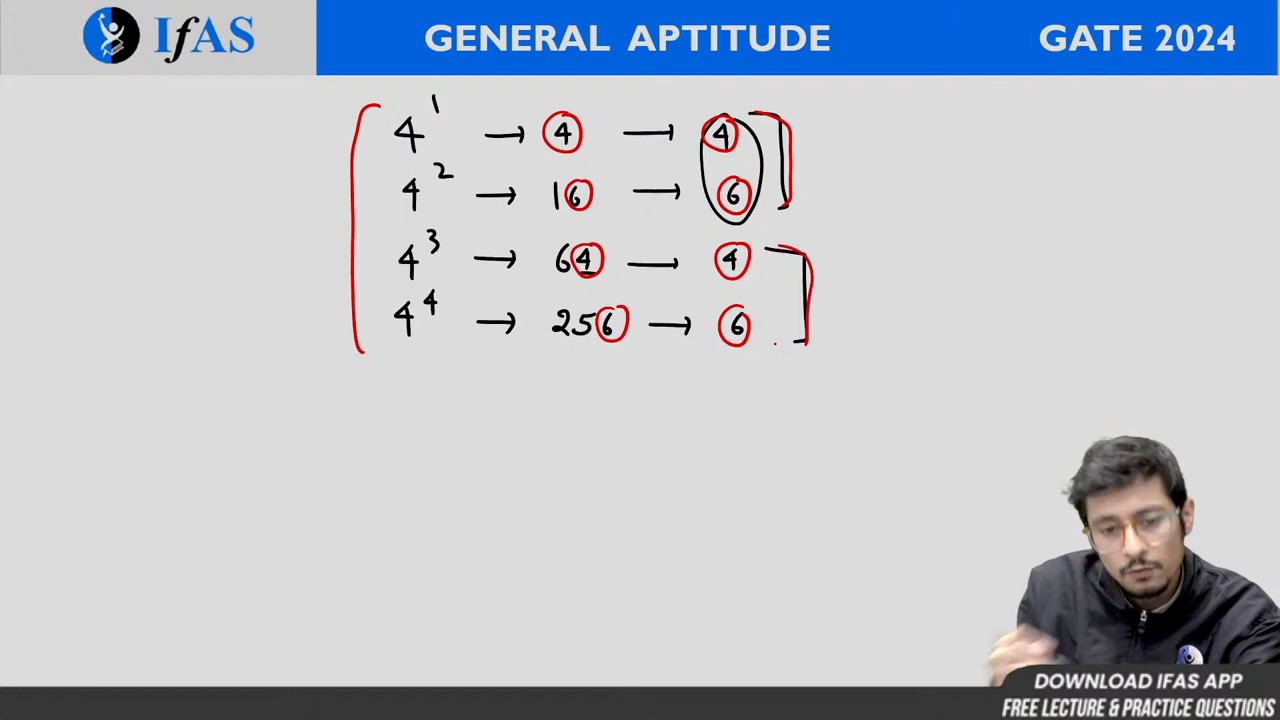 IfAS GENERAL APTITUDE GATE 2024
4¹ → 4 → 4
4² → 16 → 6
4³ → 64 → 4
4⁴ → 256 → 6
DOWNLOAD IFAS APP
FREE LECTURE & PRACTICE QUESTIONS